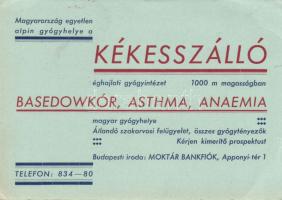 Magyarország egyetlen
alpin gyógyhelye a
KÉKESSZÁLLÓ
éghajlati gyógyintézet 1000 m magasságban
BASEDOWKÓR, ASTHMA, ANAEMIA
magyar gyógyhelye
Állandó szakorvosi felügyelet, összes gyógytényezők
Kérjen kimerítő prospektust
Budapesti iroda: MOKTÁR BANKFIÓK, Apponyi-tér 1
TELEFON: 834—80